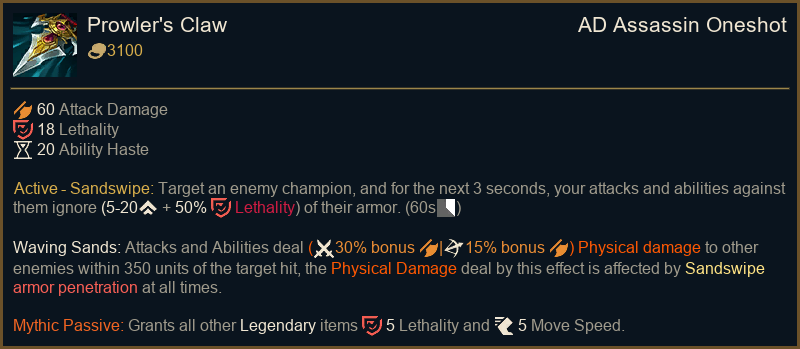 Prowler's Claw
AD Assassin Oneshot
3100
60 Attack Damage
18 Lethality
20 Ability Haste
Active - Sandswipe: Target an enemy champion, and for the next 3 seconds, your attacks and abilities against
them ignore (5-20 + 50% Lethality) of their armor. (60s )
Waving Sands: Attacks and Abilities deal (30% bonus | 15% bonus ) Physical damage to other
enemies within 350 units of the target hit, the Physical Damage deal by this effect is affected by Sandswipe
armor penetration at all times.
Mythic Passive: Grants all other Legendary items 5 Lethality and 5 Move Speed.